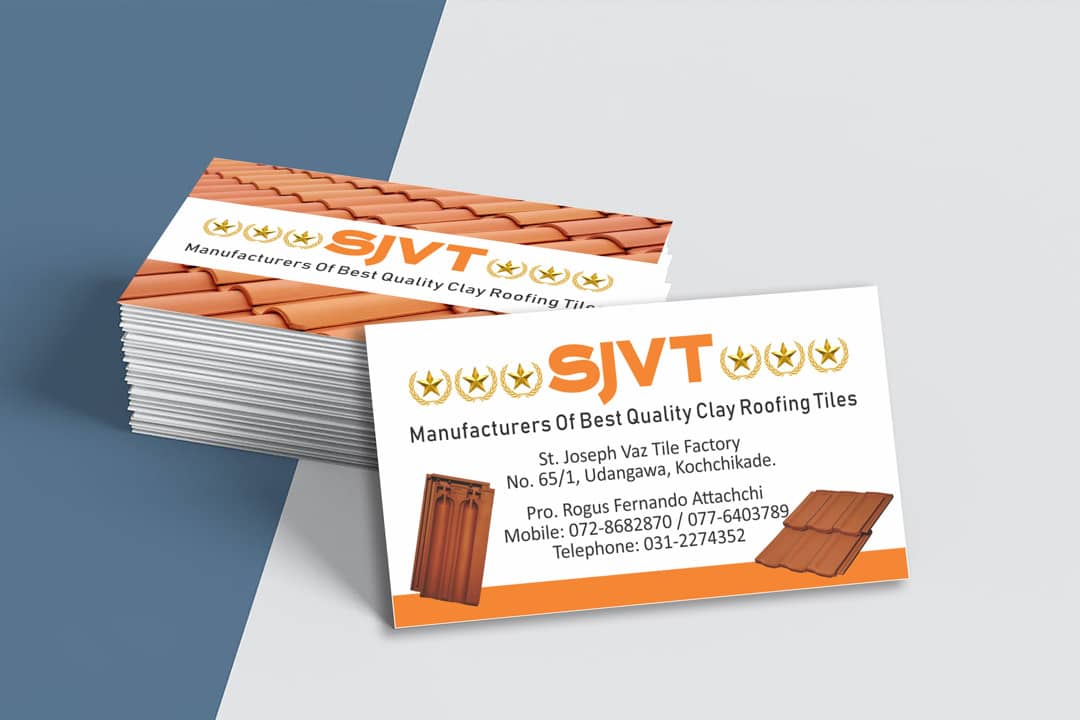 SJVT
Manufacturers Of Best Quality Clay Roofing
SJVT
Manufacturers Of Best Quality Clay Roofing Tiles
St. Joseph Vaz Tile Factory
No. 65/1, Udangawa, Kochchikade.
Pro. Rogus Fernando Attachchi
Mobile: 072-8682870 / 077-6403789
Telephone: 031-2274352